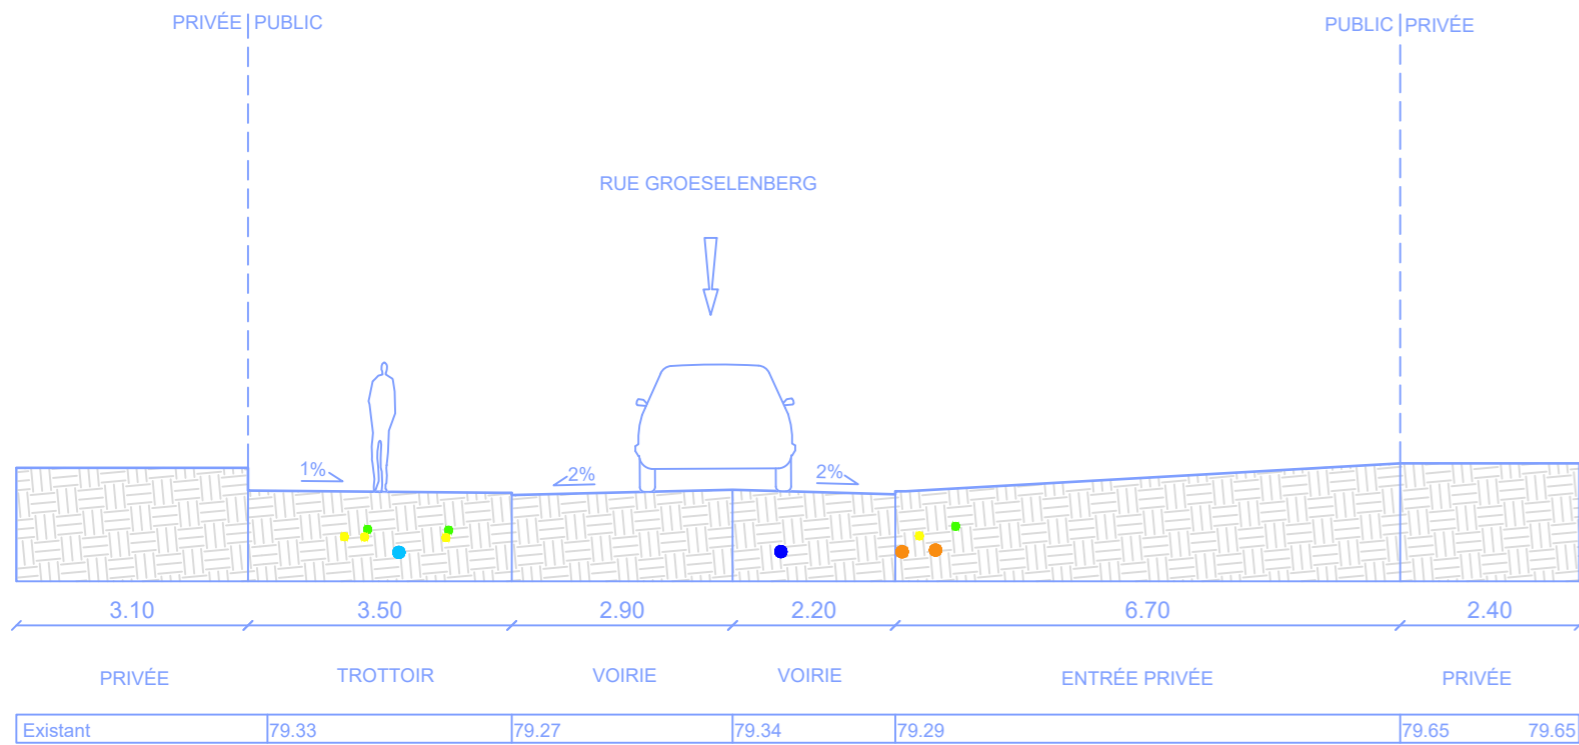 PRIVÉE PUBLIC
PUBLIC PRIVÉE
RUE GROESELENBERG
1%
2%
2%
3.10 3.50 2.90 2.20 6.70 2.40
PRIVÉE TROTTOIR VOIRIE VOIRIE ENTRÉE PRIVÉE PRIVÉE
Existant 79.33 79.27 79.34 79.29 79.65 79.65